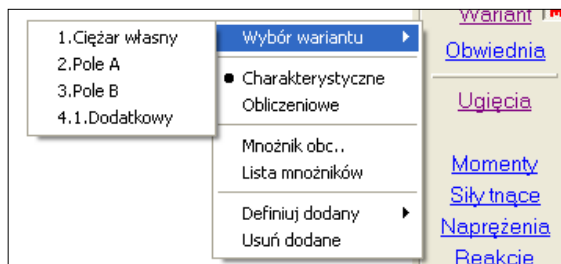 1.Ciężar własny
2.Pole A
3.Pole B
4.1.Dodatkowy
Wybór wariantu
Charakterystyczne
Obliczeniowe
Mnożnik obc..
Lista mnożników
Definiuj dodany
Usuń dodane
Wariant
Obwiednia
Ugięcia
Momenty
Siły tnące
Naprężenia
Reakcje